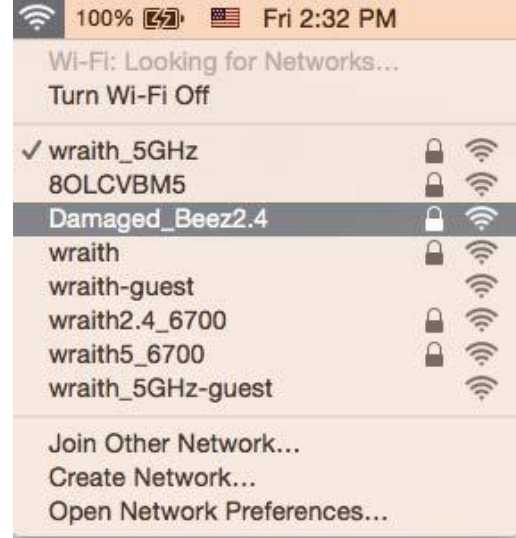 100% Fri 2:32 PM
Wi-Fi: Looking for Networks...
Turn Wi-Fi Off
wraith_5GHz
8OLCVBM5
Damaged_Beez2.4
wraith
wraith-guest
wraith2.4_6700
wraith5_6700
wraith_5GHz-guest
Join Other Network...
Create Network...
Open Network Preferences...